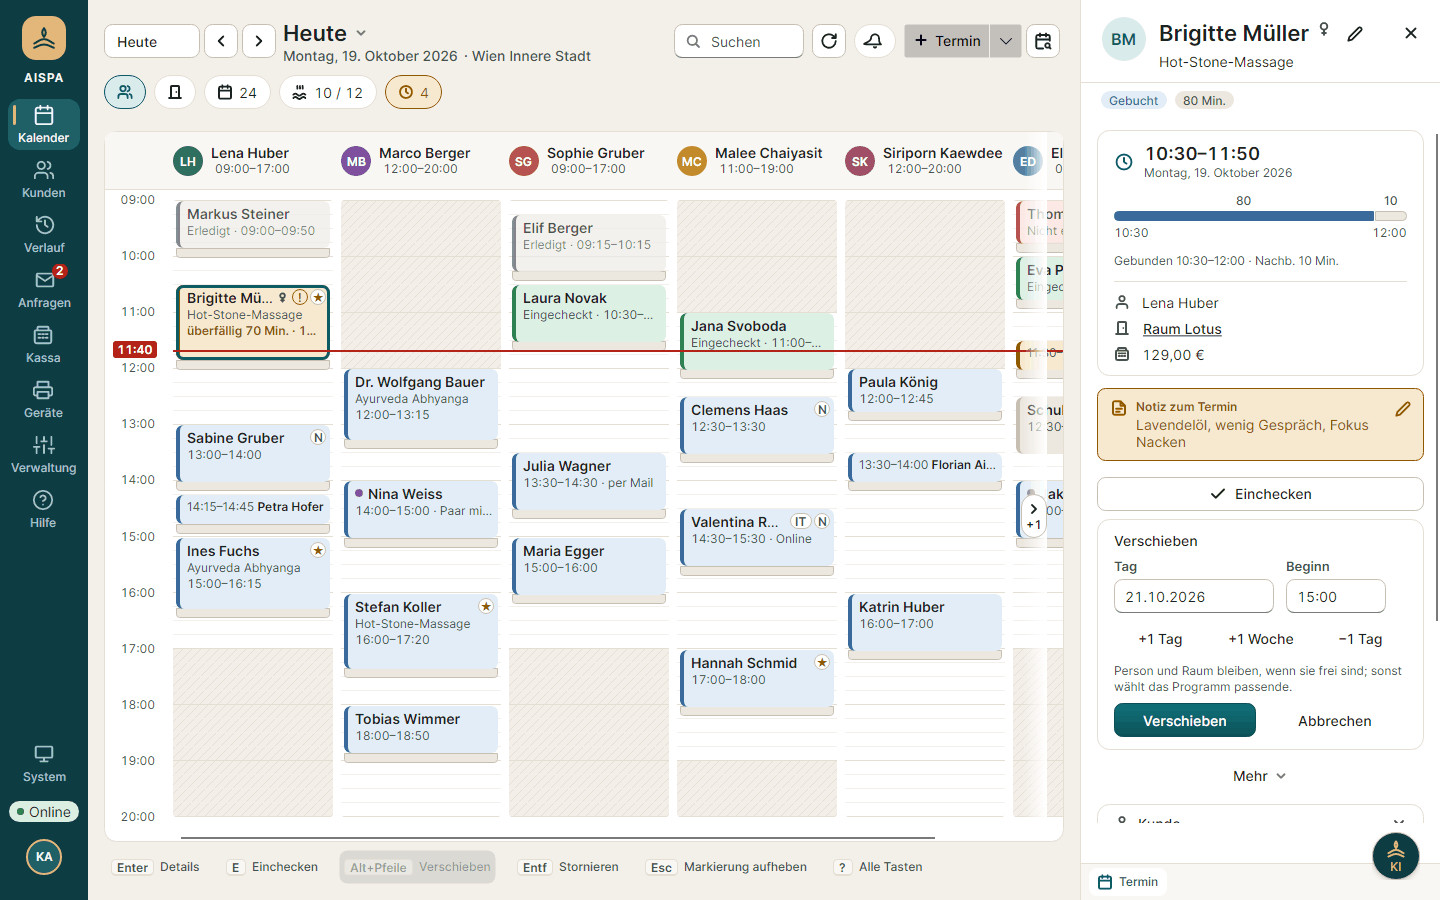 AISPA
Kalender
Kunden
Verlauf
2
Anfragen
Kassa
Geräte
Verwaltung
Hilfe
System
Online
KA
Heute
Heute
Montag, 19. Oktober 2026 · Wien Innere Stadt
Suchen
Termin
24
10 / 12
4
LH Lena Huber
09:00–17:00
MB Marco Berger
12:00–20:00
SG Sophie Gruber
09:00–17:00
MC Malee Chaiyasit
11:00–19:00
SK Siriporn Kaewdee
12:00–20:00
ED
09:00
10:00
11:00
11:40
12:00
13:00
14:00
15:00
16:00
17:00
18:00
19:00
20:00
Markus Steiner
Erledigt · 09:00–09:50
Brigitte Mü...
Hot-Stone-Massage
überfällig 70 Min. · 1...
Sabine Gruber N
13:00–14:00
14:15–14:45 Petra Hofer
Ines Fuchs
Ayurveda Abhyanga
15:00–16:15
Dr. Wolfgang Bauer
Ayurveda Abhyanga
12:00–13:15
Nina Weiss
14:00–15:00 · Paar mi...
Stefan Koller
Hot-Stone-Massage
16:00–17:20
Tobias Wimmer
18:00–18:50
Elif Berger
Erledigt · 09:15–10:15
Laura Novak
Eingecheckt · 10:30–...
Julia Wagner
13:30–14:30 · per Mail
Maria Egger
15:00–16:00
Jana Svoboda
Eingecheckt · 11:00–...
Clemens Haas N
12:30–13:30
Valentina R... IT N
14:30–15:30 · Online
Hannah Schmid
17:00–18:00
Paula König
12:00–12:45
13:30–14:00 Florian Ai...
Katrin Huber
16:00–17:00
Thom
Nicht e
Eva P
Eingec
+1
Enter Details
E Einchecken
Alt+Pfeile Verschieben
Entf Stornieren
Esc Markierung aufheben
? Alle Tasten
BM
Brigitte Müller
Hot-Stone-Massage
Gebucht
80 Min.
10:30–11:50
Montag, 19. Oktober 2026
80 10
10:30 12:00
Gebunden 10:30–12:00 · Nachb. 10 Min.
Lena Huber
Raum Lotus
129,00 €
Notiz zum Termin
Lavendelöl, wenig Gespräch, Fokus
Nacken
Einchecken
Verschieben
Tag Beginn
21.10.2026 15:00
+1 Tag +1 Woche −1 Tag
Person und Raum bleiben, wenn sie frei sind; sonst
wählt das Programm passende.
Verschieben Abbrechen
Mehr
Kunde
KI
Termin